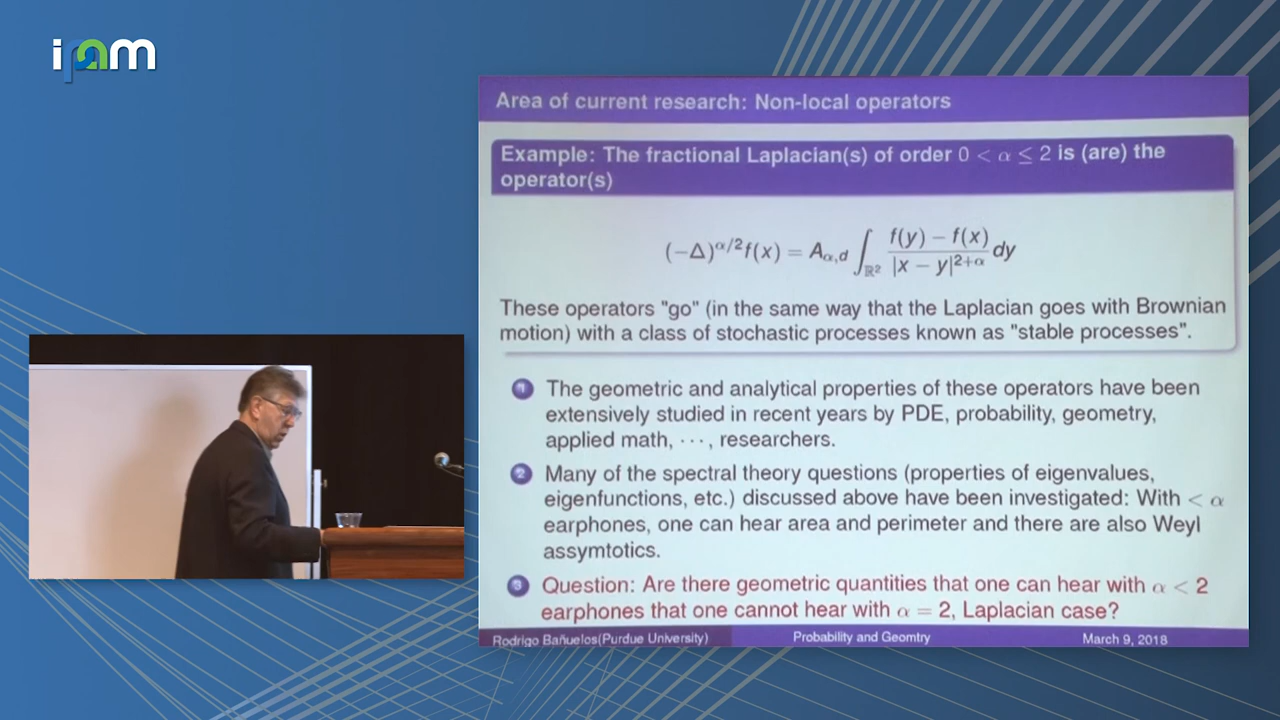 ipam
Area of current research: Non-local operators
Example: The fractional Laplacian(s) of order 0 < α ≤ 2 is (are) the
operator(s)
(−Δ)^{α/2} f(x) = A_{α,d} ∫_{ℝ²} \frac{f(y) − f(x)}{|x − y|^{2+α}} dy
These operators "go" (in the same way that the Laplacian goes with Brownian
motion) with a class of stochastic processes known as "stable processes".
1 The geometric and analytical properties of these operators have been
extensively studied in recent years by PDE, probability, geometry,
applied math, ···, researchers.
2 Many of the spectral theory questions (properties of eigenvalues,
eigenfunctions, etc.) discussed above have been investigated: With < α
earphones, one can hear area and perimeter and there are also Weyl
assymtotics.
3 Question: Are there geometric quantities that one can hear with α < 2
earphones that one cannot hear with α = 2, Laplacian case?
Rodrigo Bañuelos(Purdue University) Probability and Geomtry March 9, 2018